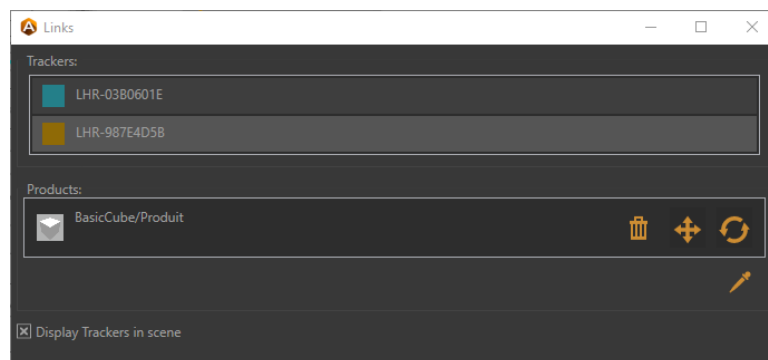 Links
Trackers:
LHR-03B0601E
LHR-987E4D5B
Products:
BasicCube/Produit
Display Trackers in scene